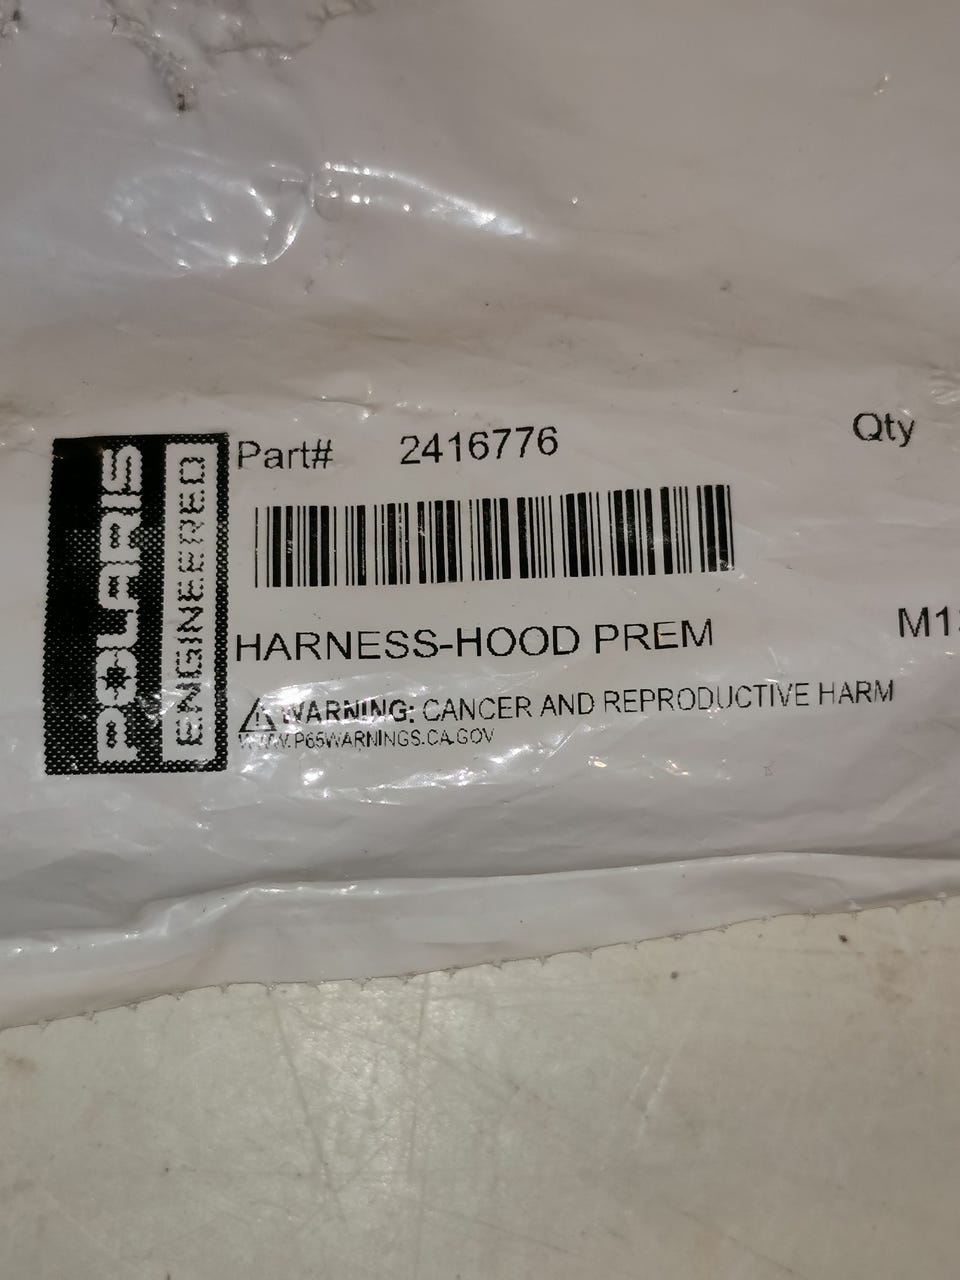 POLARIS
ENGINEERED
Part# 2416776 Qty
HARNESS-HOOD PREM
WARNING: CANCER AND REPRODUCTIVE HARM
WWW.P65WARNINGS.CA.GOV